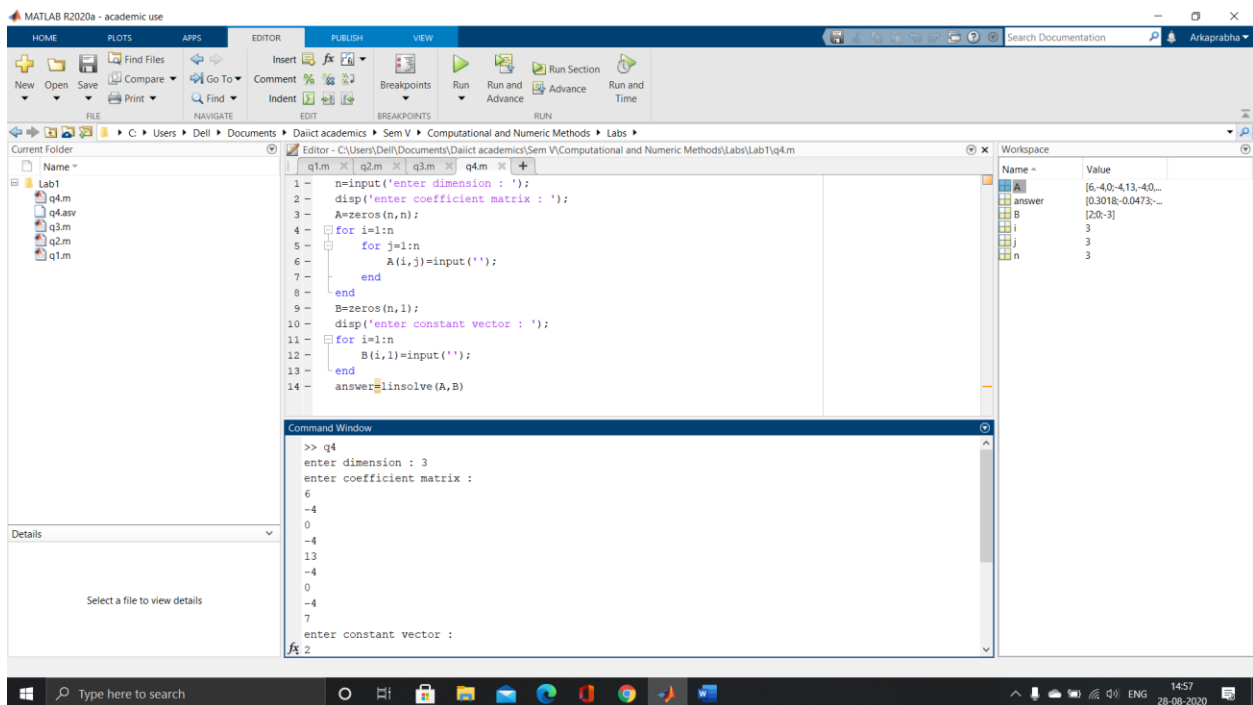 MATLAB R2020a - academic use
HOME PLOTS APPS EDITOR PUBLISH VIEW Search Documentation Arkaprabha
New Open Save Find Files Compare Print
Go To Find
Insert fx Comment % Indent
Breakpoints Run Run and Advance Run Section Advance Run and Time
FILE NAVIGATE EDIT BREAKPOINTS RUN
C: Users Dell Documents Daiict academics Sem V Computational and Numeric Methods Labs
Current Folder
Name
Lab1
q4.m
q4.asv
q3.m
q2.m
q1.m
Details
Select a file to view details
Editor - C:\Users\Dell\Documents\Daiict academics\Sem V\Computational and Numeric Methods\Labs\Lab1\q4.m
q1.m q2.m q3.m q4.m +
1 - n=input('enter dimension : ');
2 - disp('enter coefficient matrix : ');
3 - A=zeros(n,n);
4 - for i=1:n
5 - for j=1:n
6 - A(i,j)=input('');
7 - end
8 - end
9 - B=zeros(n,1);
10 - disp('enter constant vector : ');
11 - for i=1:n
12 - B(i,1)=input('');
13 - end
14 - answer=linsolve(A,B)
Command Window
>> q4
enter dimension : 3
enter coefficient matrix :
6
-4
0
-4
13
-4
0
-4
7
enter constant vector :
fx 2
Workspace
Name Value
A [6,-4,0;-4,13,-4;0,...
answer [0.3018;-0.0473;-...
B [2;0;-3]
i 3
j 3
n 3
Type here to search
ENG 14:57
28-08-2020